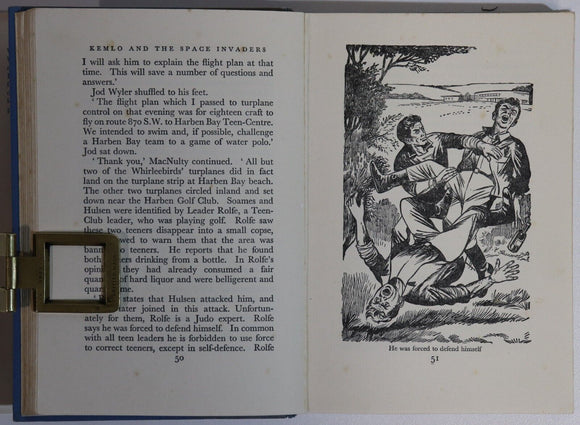 KEMLO AND THE SPACE INVADERS
I will ask him to explain the flight plan at that
time. This will save a number of questions and
answers.'
Jod Wyler shuffled to his feet.
' The flight plan which I passed to turplane
control on that evening was for eighteen craft to
fly on route 870 S.W. to Harben Bay Teen-Centre.
We intended to swim and, if possible, challenge
a Harben Bay team to a game of water polo.'
Jod sat down.
' Thank you,' MacNulty continued. ' All but
two of the Whirleebirds' turplanes did in fact
land on the turplane strip at Harben Bay beach.
The other two turplanes circled inland and set
down near the Harben Golf Club. Soames and
Hulsen were identified by Leader Rolfe, a Teen-
Club leader, who was playing golf. Rolfe saw
these two teeners disappear into a small copse,
owed to warn them that the area was
ban to teeners. He reports that he found
both ers drinking from a bottle. In Rolfe's
opini they had already consumed a fair
quan of hard liquor and were belligerent and
quar me.
states that Hulsen attacked him, and
ater joined in this attack. Unfortun-
ately for them, Rolfe is a Judo expert. Rolfe
says he was forced to defend himself. In common
with all teen leaders he is forbidden to use force
to correct teeners, except in self-defence. Rolfe
50
He was forced to defend himself
51